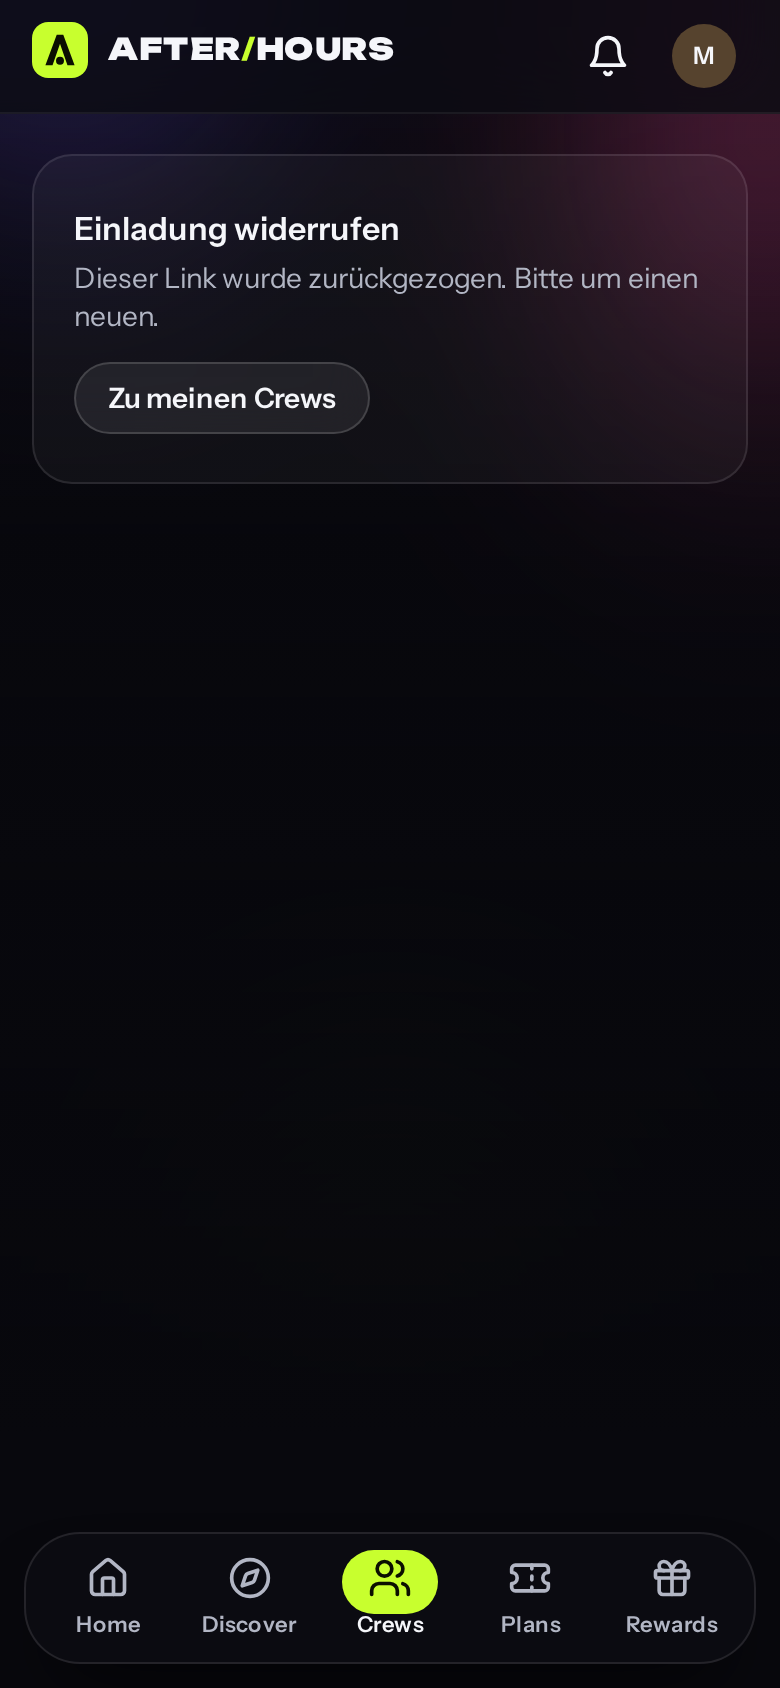 AFTER/HOURS
M
Einladung widerrufen
Dieser Link wurde zurückgezogen. Bitte um einen
neuen.
Zu meinen Crews
Home Discover Crews Plans Rewards